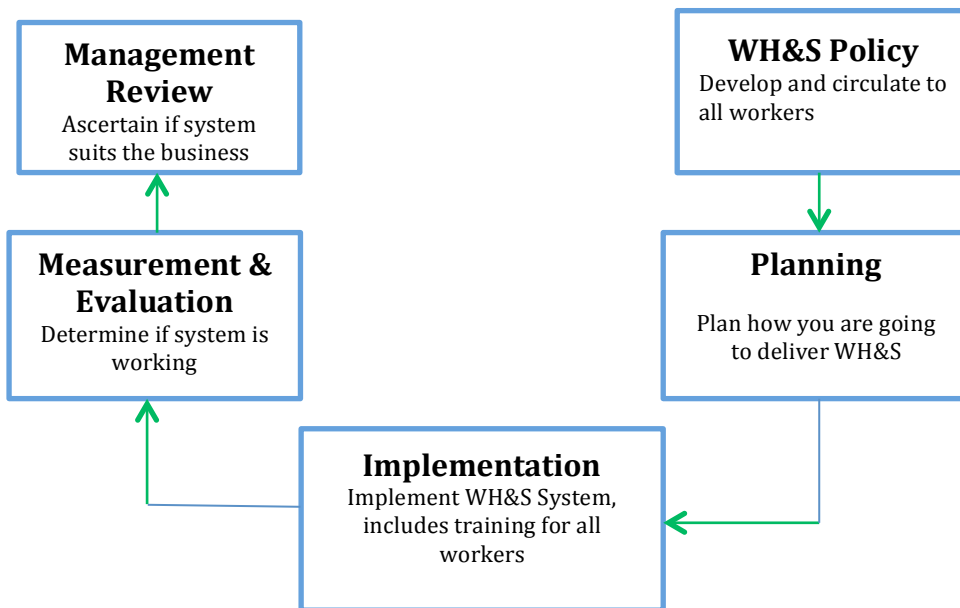 Management
Review
Ascertain if system
suits the business
WH&S Policy
Develop and circulate to
all workers
Measurement &
Evaluation
Determine if system is
working
Planning
Plan how you are going
to deliver WH&S
Implementation
Implement WH&S System,
includes training for all
workers